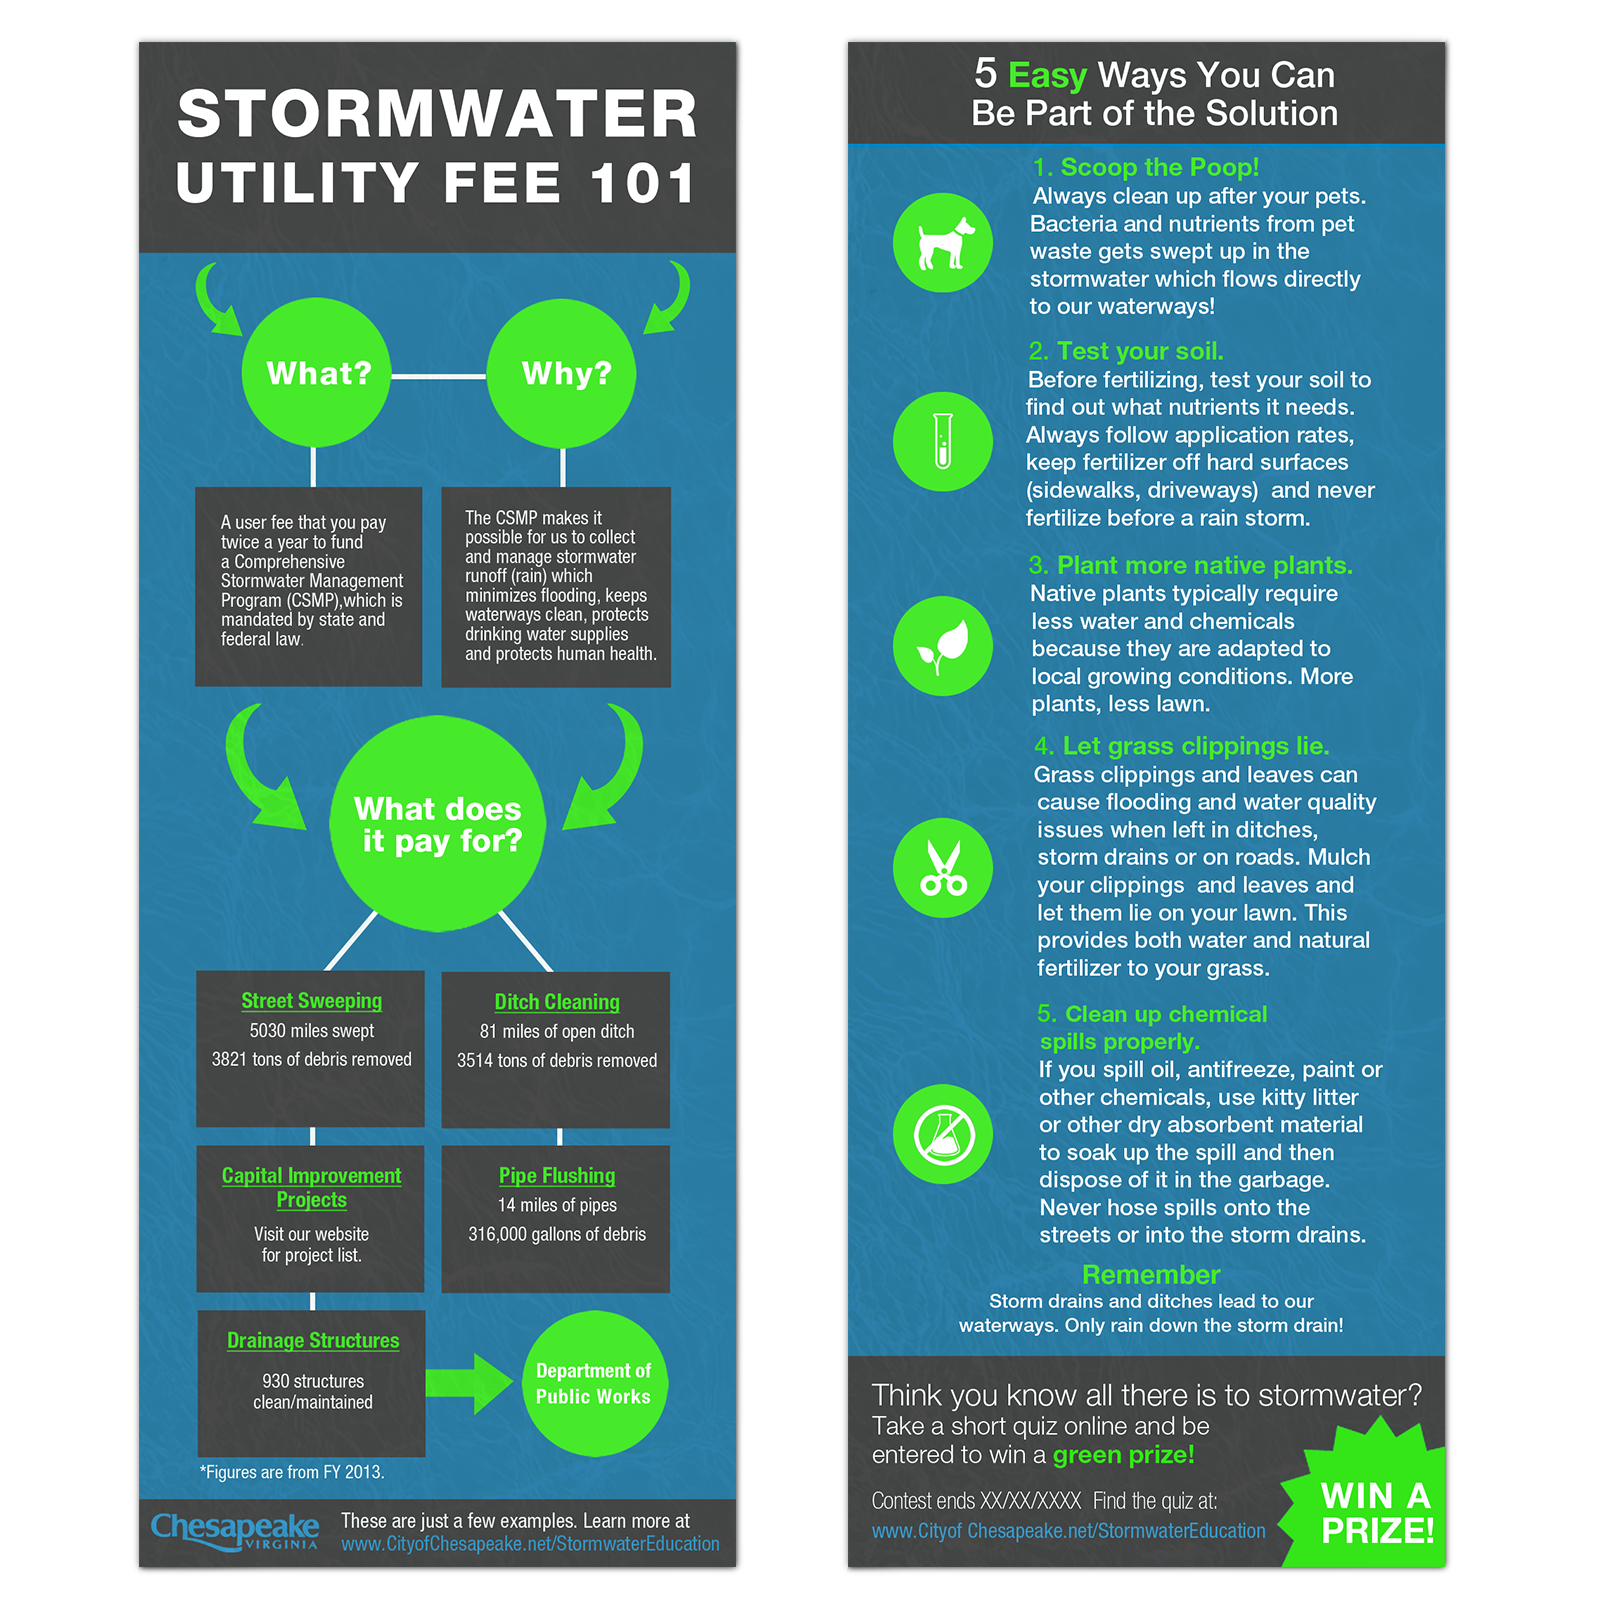 STORMWATER
UTILITY FEE 101
What?
Why?
A user fee that you pay
twice a year to fund
a Comprehensive
Stormwater Management
Program (CSMP),which is
mandated by state and
federal law.
The CSMP makes it
possible for us to collect
and manage stormwater
runoff (rain) which
minimizes flooding, keeps
waterways clean, protects
drinking water supplies
and protects human health.
What does
it pay for?
Street Sweeping
5030 miles swept
3821 tons of debris removed
Ditch Cleaning
81 miles of open ditch
3514 tons of debris removed
Capital Improvement
Projects
Visit our website
for project list.
Pipe Flushing
14 miles of pipes
316,000 gallons of debris
Drainage Structures
930 structures
clean/maintained
Department of
Public Works
*Figures are from FY 2013.
Chesapeake
VIRGINIA
These are just a few examples. Learn more at
www.CityofChesapeake.net/StormwaterEducation
5 Easy Ways You Can
Be Part of the Solution
1. Scoop the Poop!
Always clean up after your pets.
Bacteria and nutrients from pet
waste gets swept up in the
stormwater which flows directly
to our waterways!
2. Test your soil.
Before fertilizing, test your soil to
find out what nutrients it needs.
Always follow application rates,
keep fertilizer off hard surfaces
(sidewalks, driveways)  and never
fertilize before a rain storm.
3. Plant more native plants.
Native plants typically require
less water and chemicals
because they are adapted to
local growing conditions. More
plants, less lawn.
4. Let grass clippings lie.
Grass clippings and leaves can
cause flooding and water quality
issues when left in ditches,
storm drains or on roads. Mulch
your clippings  and leaves and
let them lie on your lawn. This
provides both water and natural
fertilizer to your grass.
5. Clean up chemical
spills properly.
If you spill oil, antifreeze, paint or
other chemicals, use kitty litter
or other dry absorbent material
to soak up the spill and then
dispose of it in the garbage.
Never hose spills onto the
streets or into the storm drains.
Remember
Storm drains and ditches lead to our
waterways. Only rain down the storm drain!
Think you know all there is to stormwater?
Take a short quiz online and be
entered to win a green prize!
Contest ends XX/XX/XXXX  Find the quiz at:
www.Cityof Chesapeake.net/StormwaterEducation
WIN A
PRIZE!